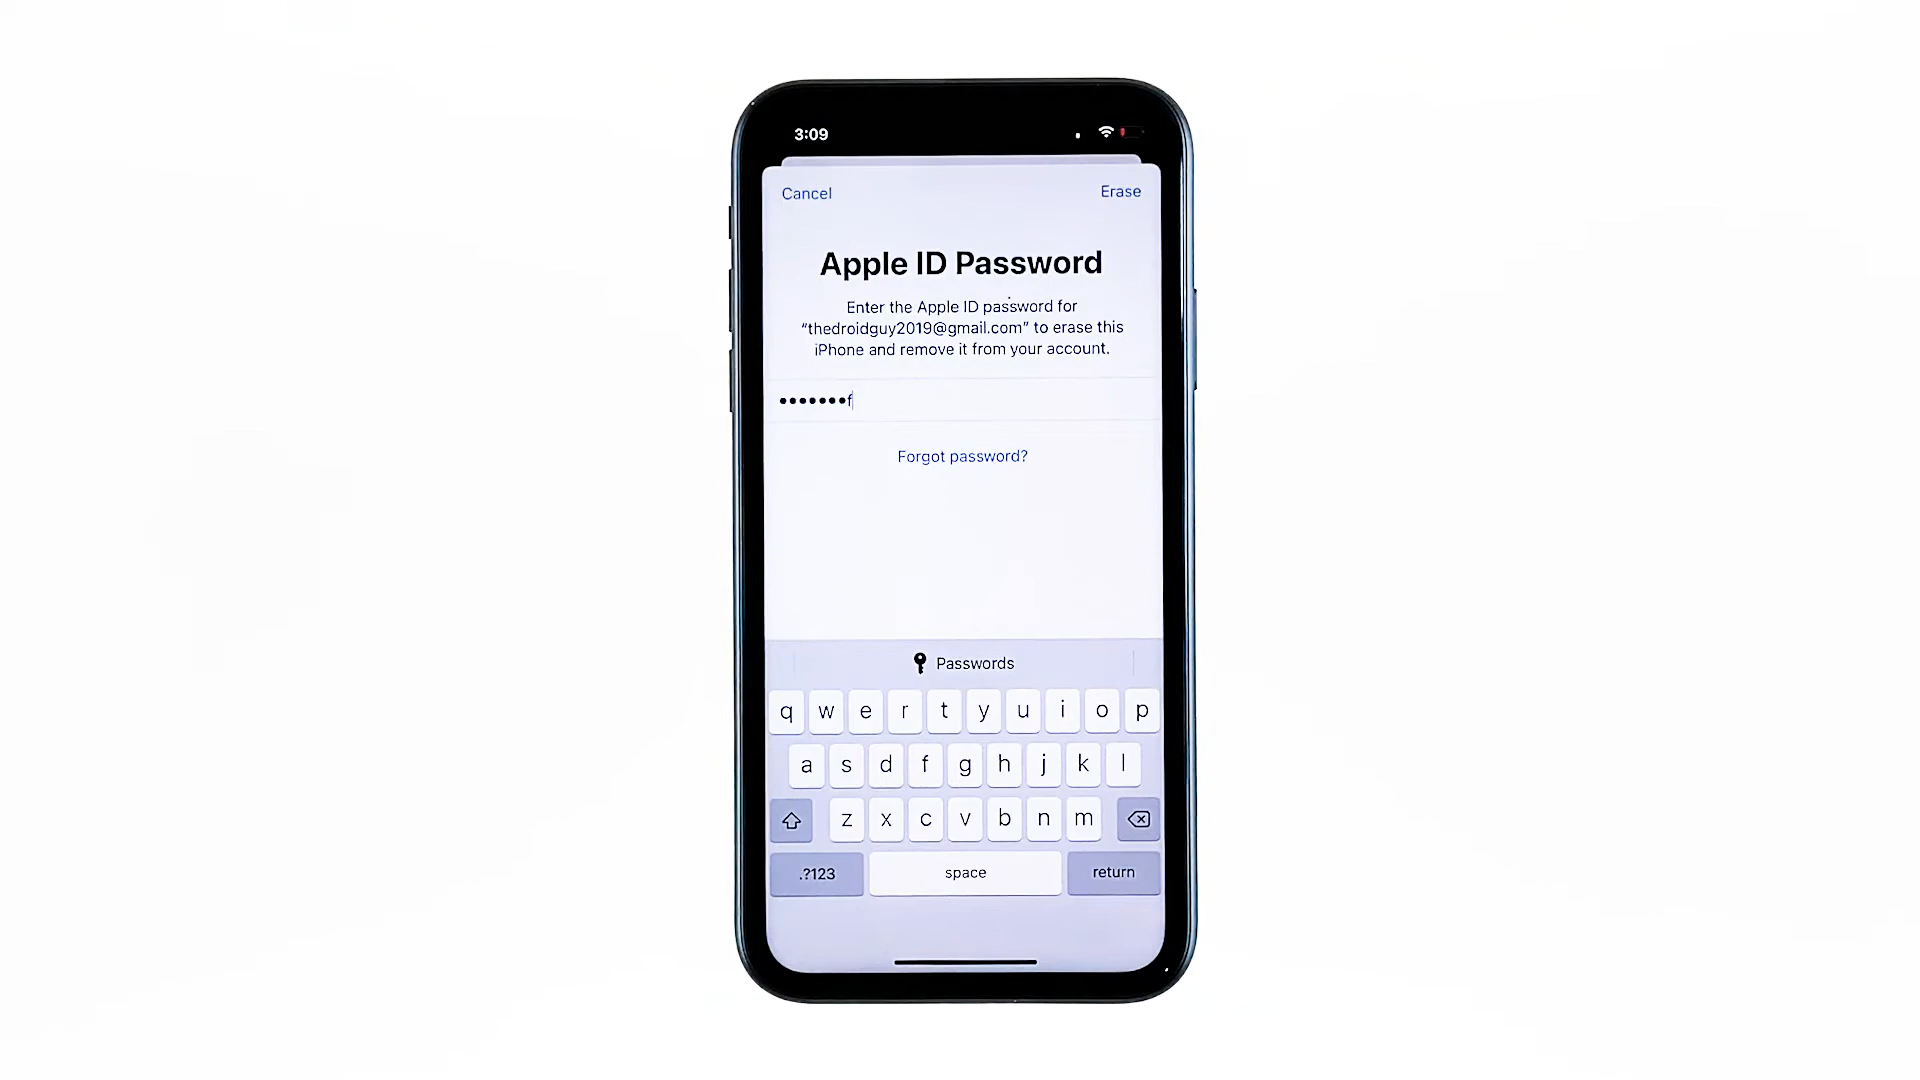 3:09
Cancel
Erase
Apple ID Password
Enter the Apple ID password for
“thedroidguy2019@gmail.com” to erase this
iPhone and remove it from your account.
•••••••f
Forgot password?
Passwords
q w e r t y u i o p
a s d f g h j k l
z x c v b n m
.?123 space return